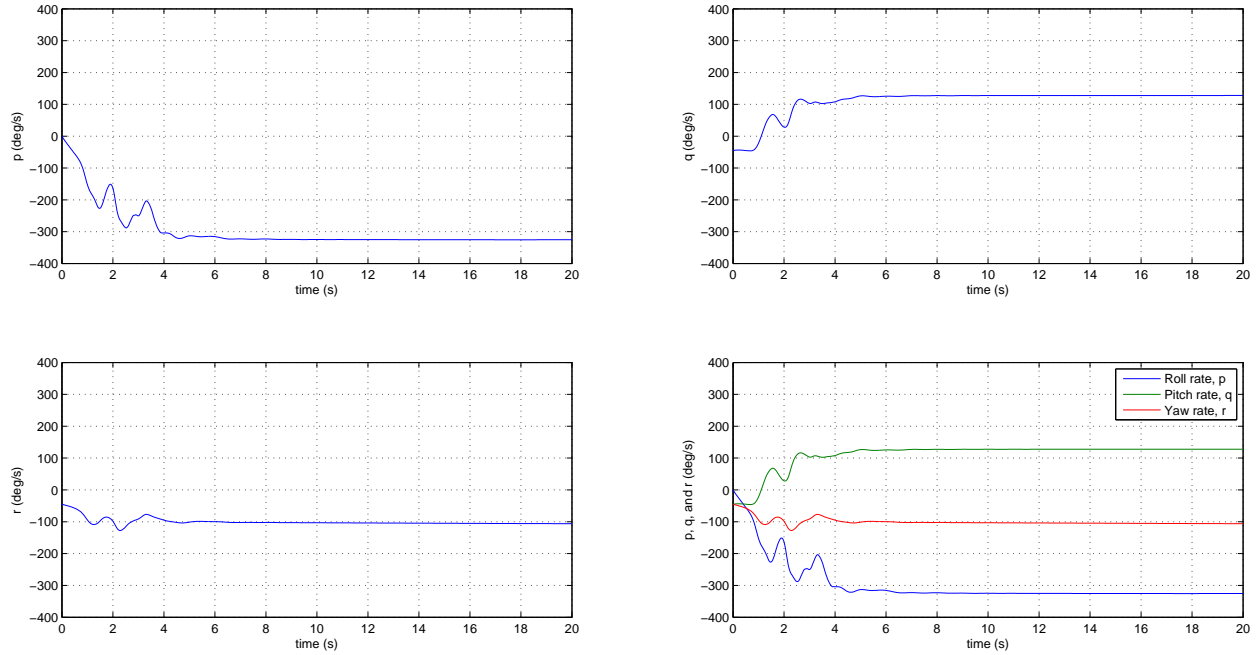 400
300
200
100
0
−100
−200
−300
−400
p (deg/s)
0 2 4 6 8 10 12 14 16 18 20
time (s)
400
300
200
100
0
−100
−200
−300
−400
q (deg/s)
0 2 4 6 8 10 12 14 16 18 20
time (s)
400
300
200
100
0
−100
−200
−300
−400
r (deg/s)
0 2 4 6 8 10 12 14 16 18 20
time (s)
400
300
200
100
0
−100
−200
−300
−400
p, q, and r (deg/s)
Roll rate, p
Pitch rate, q
Yaw rate, r
0 2 4 6 8 10 12 14 16 18 20
time (s)